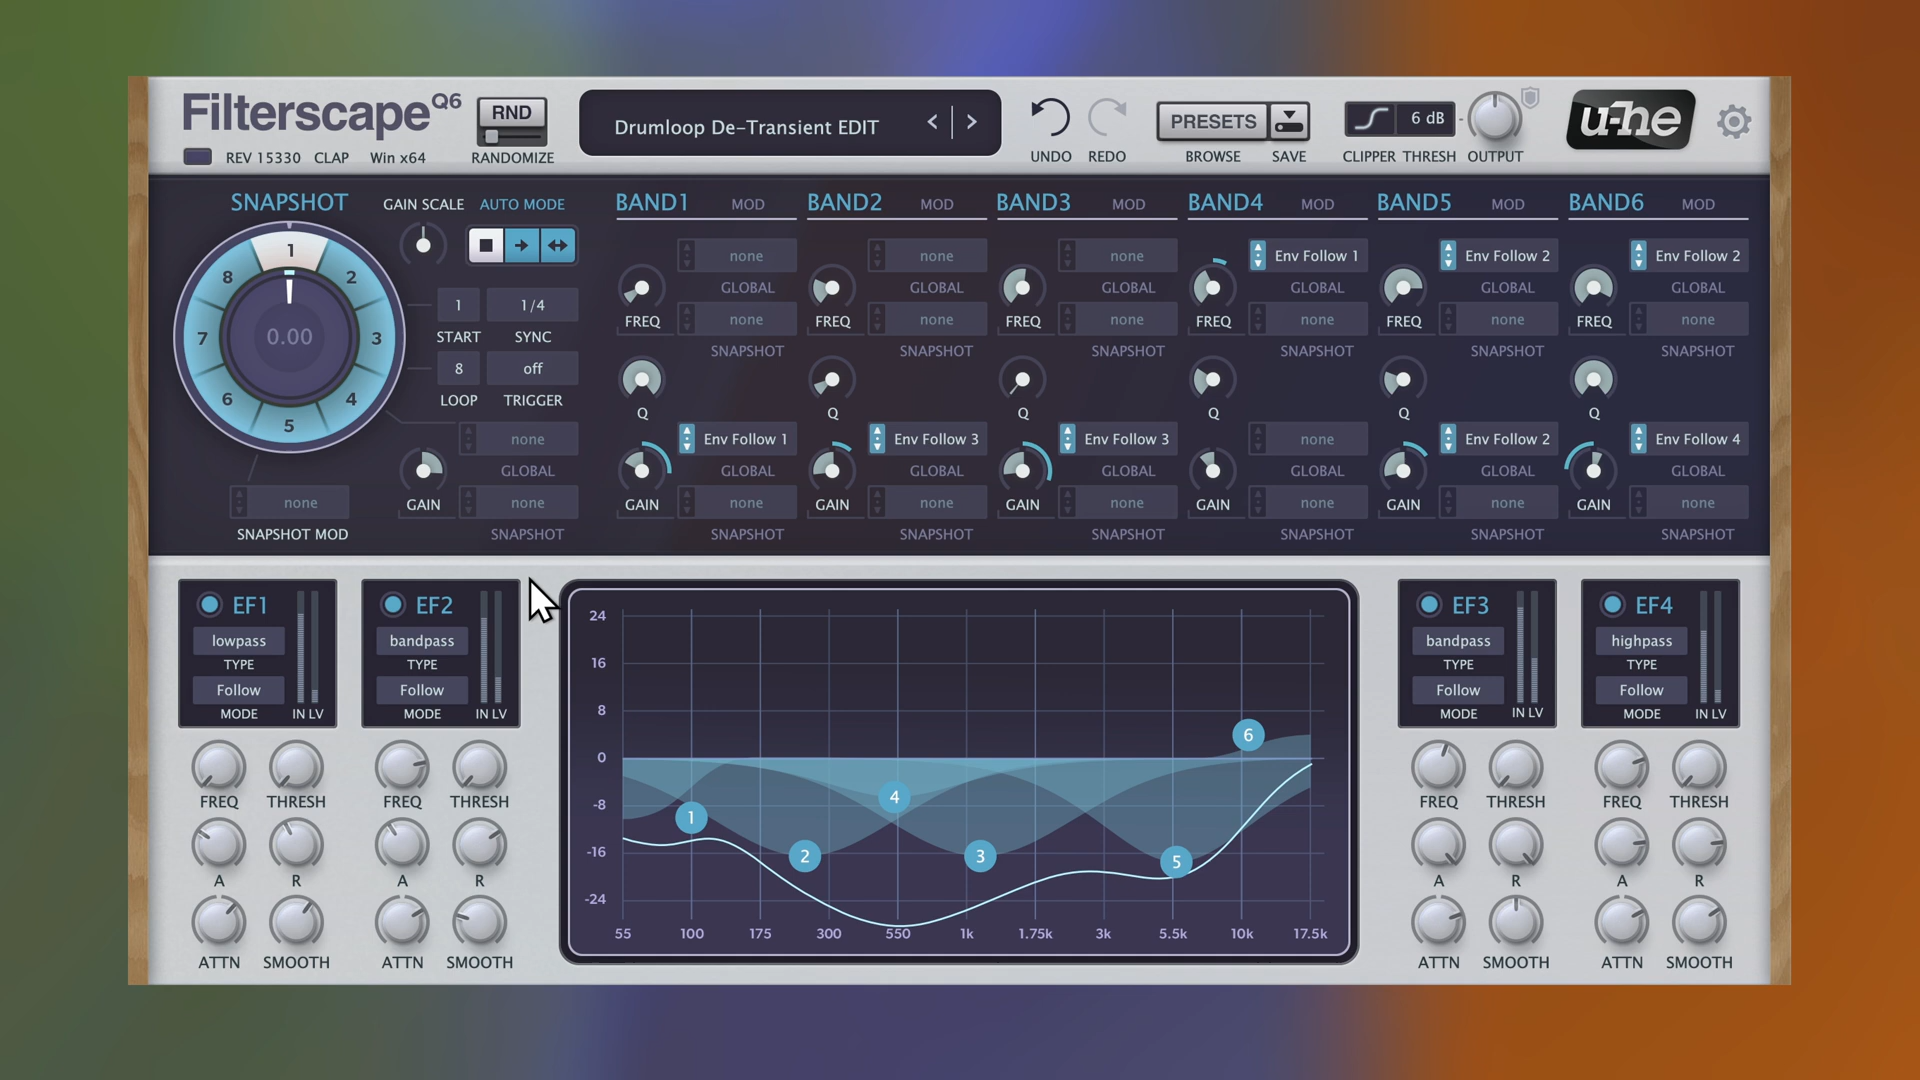 Filterscape Q6
RND
RANDOMIZE
REV 15330 CLAP Win x64
Drumloop De-Transient EDIT
UNDO REDO
PRESETS
BROWSE SAVE
6 dB
CLIPPER THRESH OUTPUT
u-he
SNAPSHOT
1
2
3
4
5
6
7
8
0.00
none
SNAPSHOT MOD
GAIN SCALE AUTO MODE
1 1/4
START SYNC
8 off
LOOP TRIGGER
none
GLOBAL
GAIN
none
SNAPSHOT
BAND1 MOD
none
GLOBAL
FREQ
none
SNAPSHOT
Q
Env Follow 1
GLOBAL
GAIN
none
SNAPSHOT
BAND2 MOD
none
GLOBAL
FREQ
none
SNAPSHOT
Q
Env Follow 3
GLOBAL
GAIN
none
SNAPSHOT
BAND3 MOD
none
GLOBAL
FREQ
none
SNAPSHOT
Q
Env Follow 3
GLOBAL
GAIN
none
SNAPSHOT
BAND4 MOD
Env Follow 1
GLOBAL
FREQ
none
SNAPSHOT
Q
none
GLOBAL
GAIN
none
SNAPSHOT
BAND5 MOD
Env Follow 2
GLOBAL
FREQ
none
SNAPSHOT
Q
Env Follow 2
GLOBAL
GAIN
none
SNAPSHOT
BAND6 MOD
Env Follow 2
GLOBAL
FREQ
none
SNAPSHOT
Q
Env Follow 4
GLOBAL
GAIN
none
SNAPSHOT
EF1
lowpass
TYPE
Follow
MODE IN LV
FREQ THRESH
A R
ATTN SMOOTH
EF2
bandpass
TYPE
Follow
MODE IN LV
FREQ THRESH
A R
ATTN SMOOTH
24
16
8
0
-8
-16
-24
1
2
3
4
5
6
55 100 175 300 550 1k 1.75k 3k 5.5k 10k 17.5k
EF3
bandpass
TYPE
Follow
MODE IN LV
FREQ THRESH
A R
ATTN SMOOTH
EF4
highpass
TYPE
Follow
MODE IN LV
FREQ THRESH
A R
ATTN SMOOTH